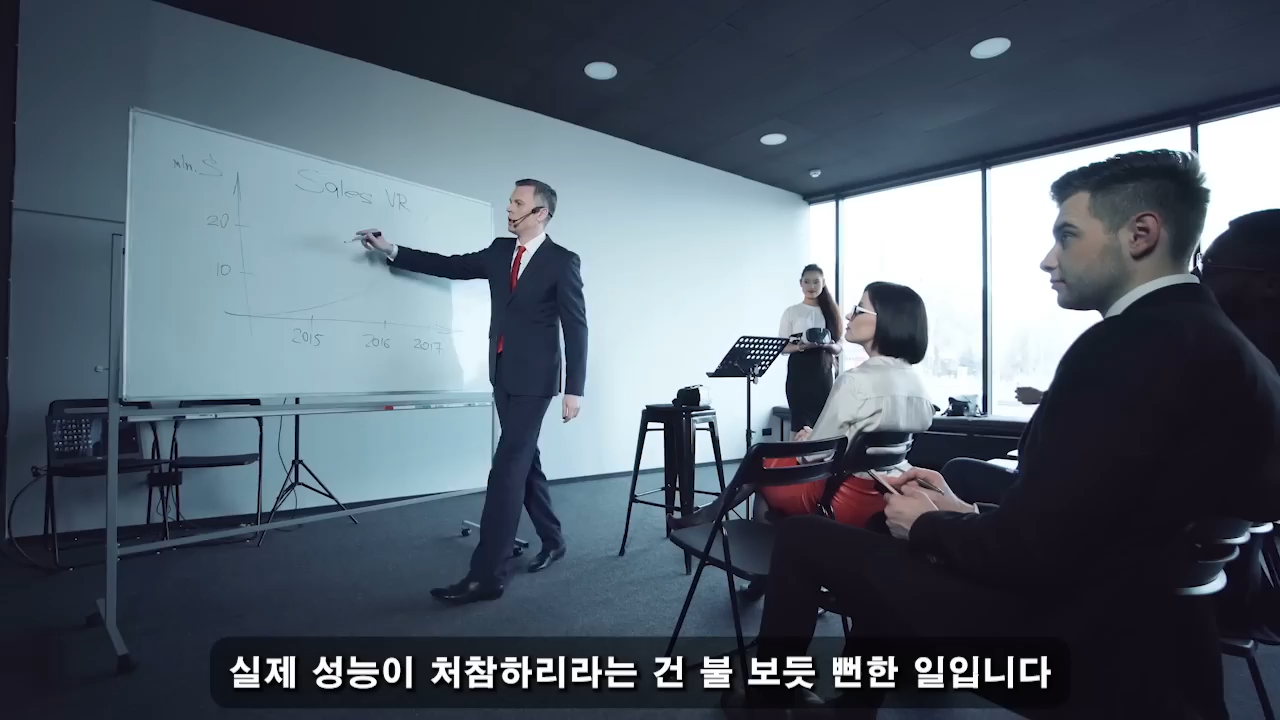 mln. $
Sales VR
20
10
2015 2016 2017
실제 성능이 처참하리라는 건 불 보듯 뻔한 일입니다